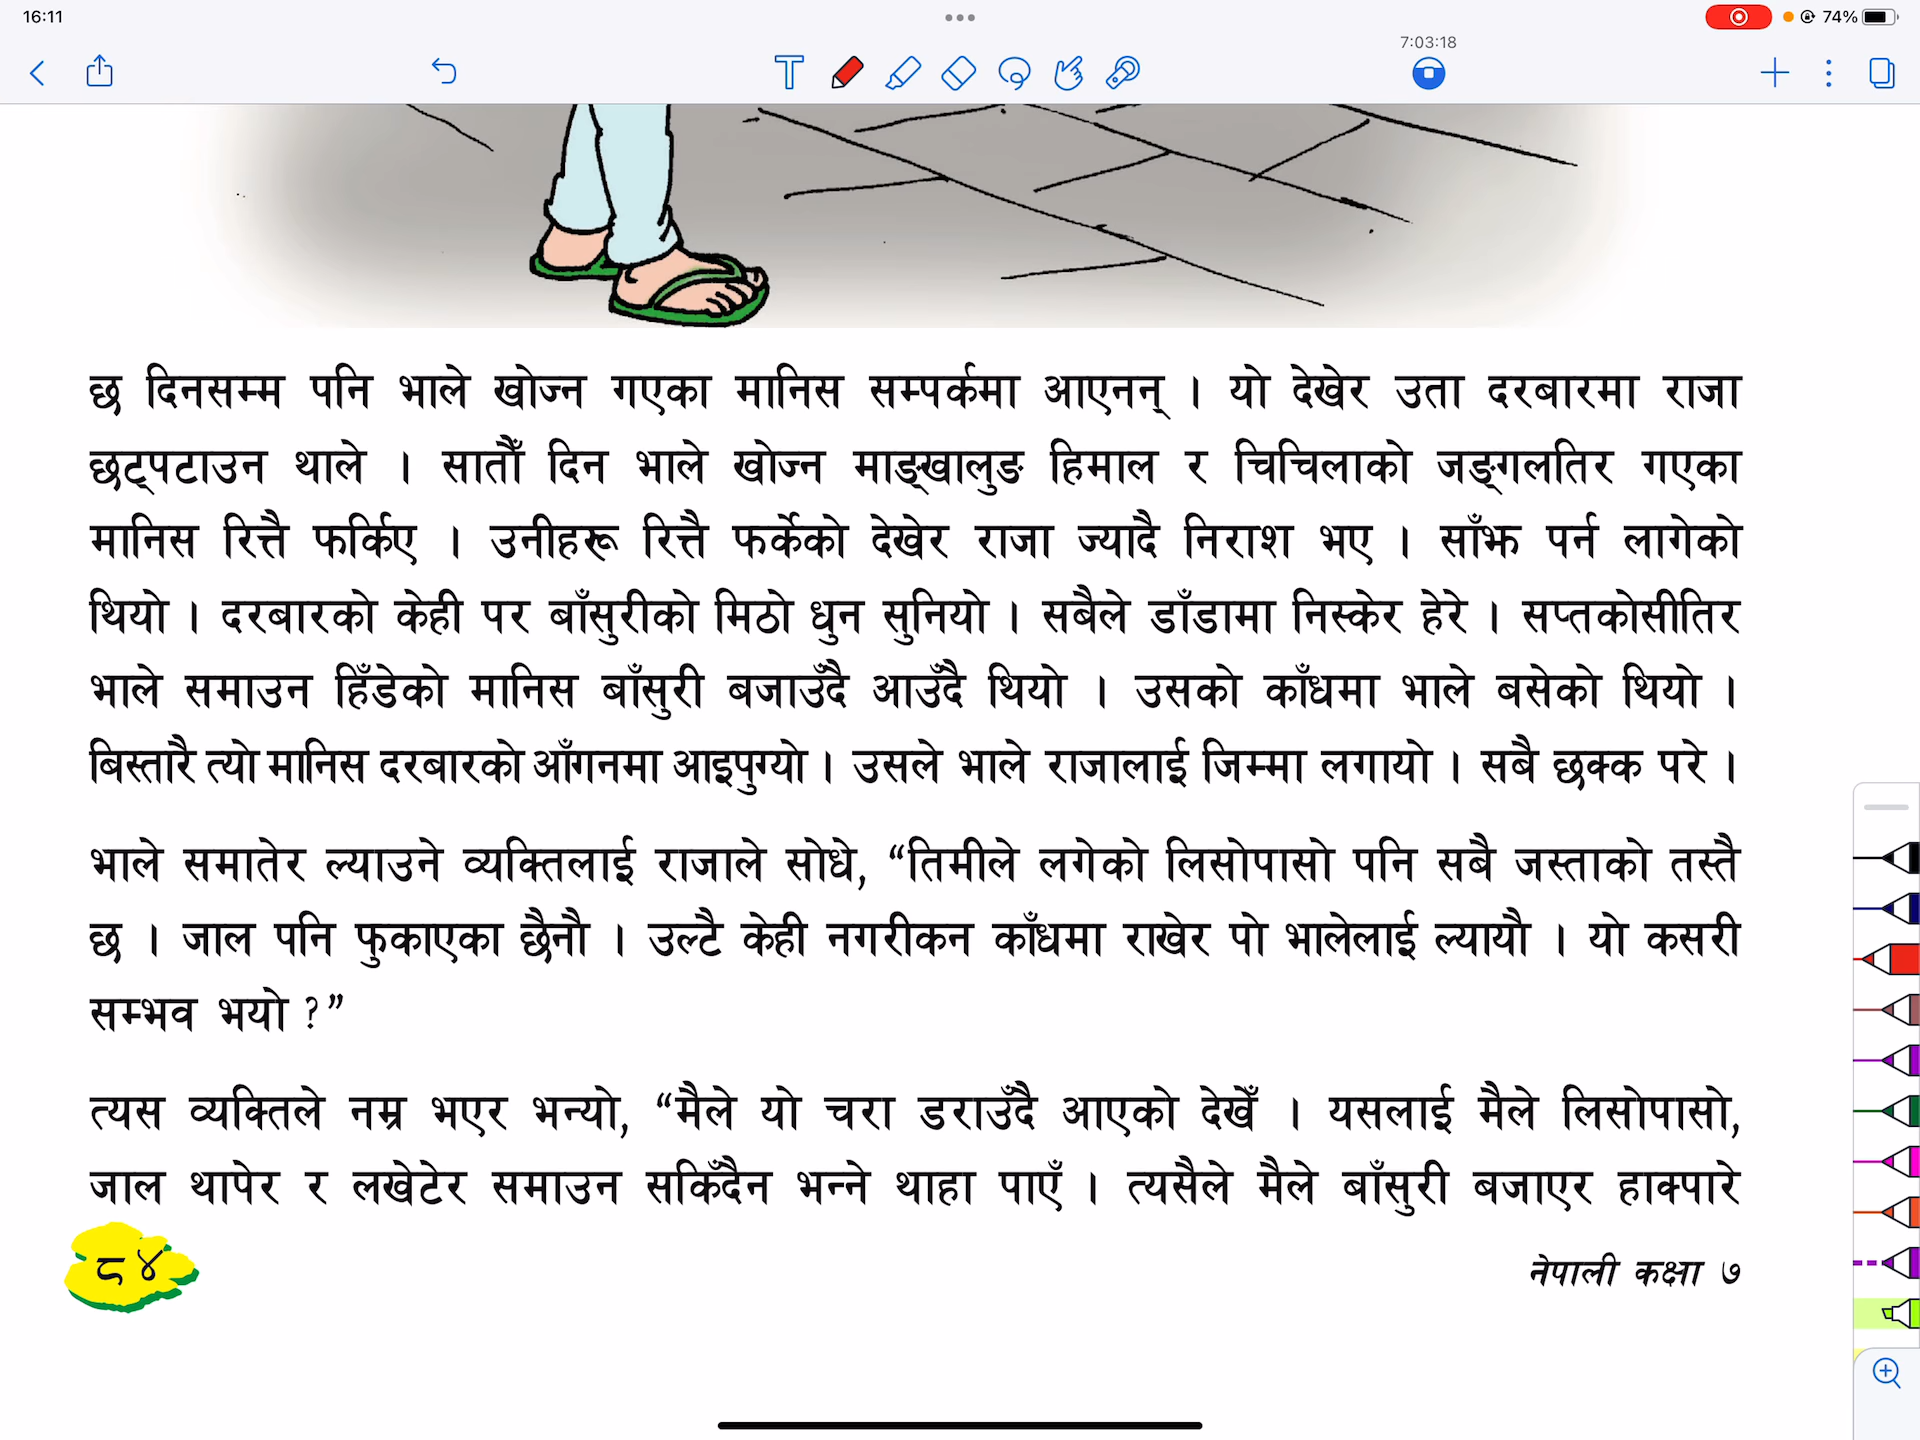 16:11
74%
7:03:18
छ दिनसम्म पनि भाले खोज्न गएका मानिस सम्पर्कमा आएनन् । यो देखेर उता दरबारमा राजा
छट्पटाउन थाले । सातौँ दिन भाले खोज्न माङ्खालुङ हिमाल र चिचिलाको जङ्गलतिर गएका
मानिस रित्तै फर्किए । उनीहरू रित्तै फर्केको देखेर राजा ज्यादै निराश भए । साँझ पर्न लागेको
थियो । दरबारको केही पर बाँसुरीको मिठो धुन सुनियो । सबैले डाँडामा निस्केर हेरे । सप्तकोसीतिर
भाले समाउन हिँडेको मानिस बाँसुरी बजाउँदै आउँदै थियो । उसको काँधमा भाले बसेको थियो ।
बिस्तारै त्यो मानिस दरबारको आँगनमा आइपुग्यो । उसले भाले राजालाई जिम्मा लगायो । सबै छक्क परे ।
भाले समातेर ल्याउने व्यक्तिलाई राजाले सोधे, “तिमीले लगेको लिसोपासो पनि सबै जस्ताको तस्तै
छ । जाल पनि फुकाएका छैनौ । उल्टै केही नगरीकन काँधमा राखेर पो भालेलाई ल्यायौ । यो कसरी
सम्भव भयो ?”
त्यस व्यक्तिले नम्र भएर भन्यो, “मैले यो चरा डराउँदै आएको देखेँ । यसलाई मैले लिसोपासो,
जाल थापेर र लखेटेर समाउन सकिँदैन भन्ने थाहा पाएँ । त्यसैले मैले बाँसुरी बजाएर हाक्पारे
८४
नेपाली कक्षा ७